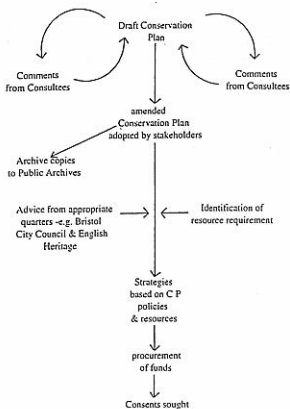 Draft Conservation
Plan
Comments
from Consultees
Comments
from Consultees
amended
Conservation Plan
adopted by stakeholders
Archive copies
to Public Archives
Advice from appropriate
quarters -e.g. Bristol
City Council & English
Heritage
Identification of
resource requirement
Strategies
based on C P
policies
& resources
procurement
of funds
Consents sought